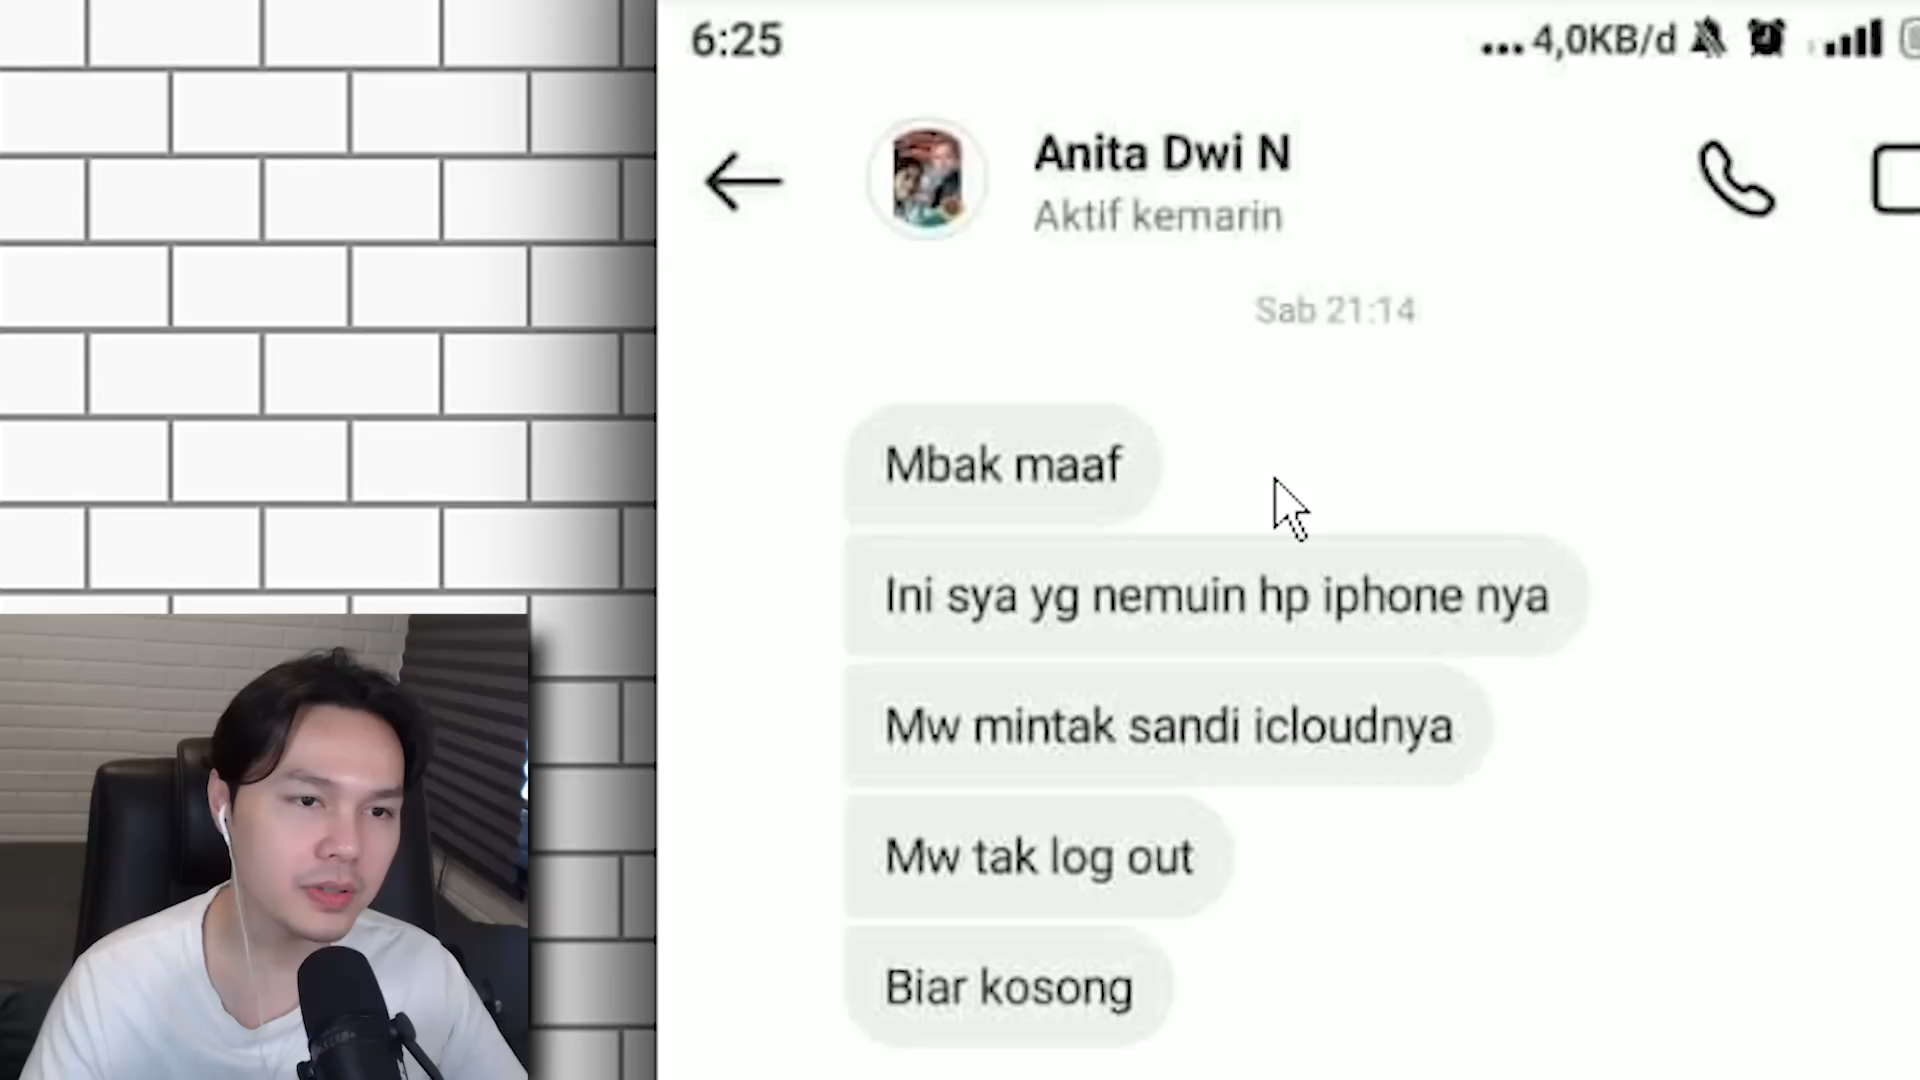 6:25
... 4,0KB/d
Anita Dwi N
Aktif kemarin
Sab 21:14
Mbak maaf
Ini sya yg nemuin hp iphone nya
Mw mintak sandi icloudnya
Mw tak log out
Biar kosong